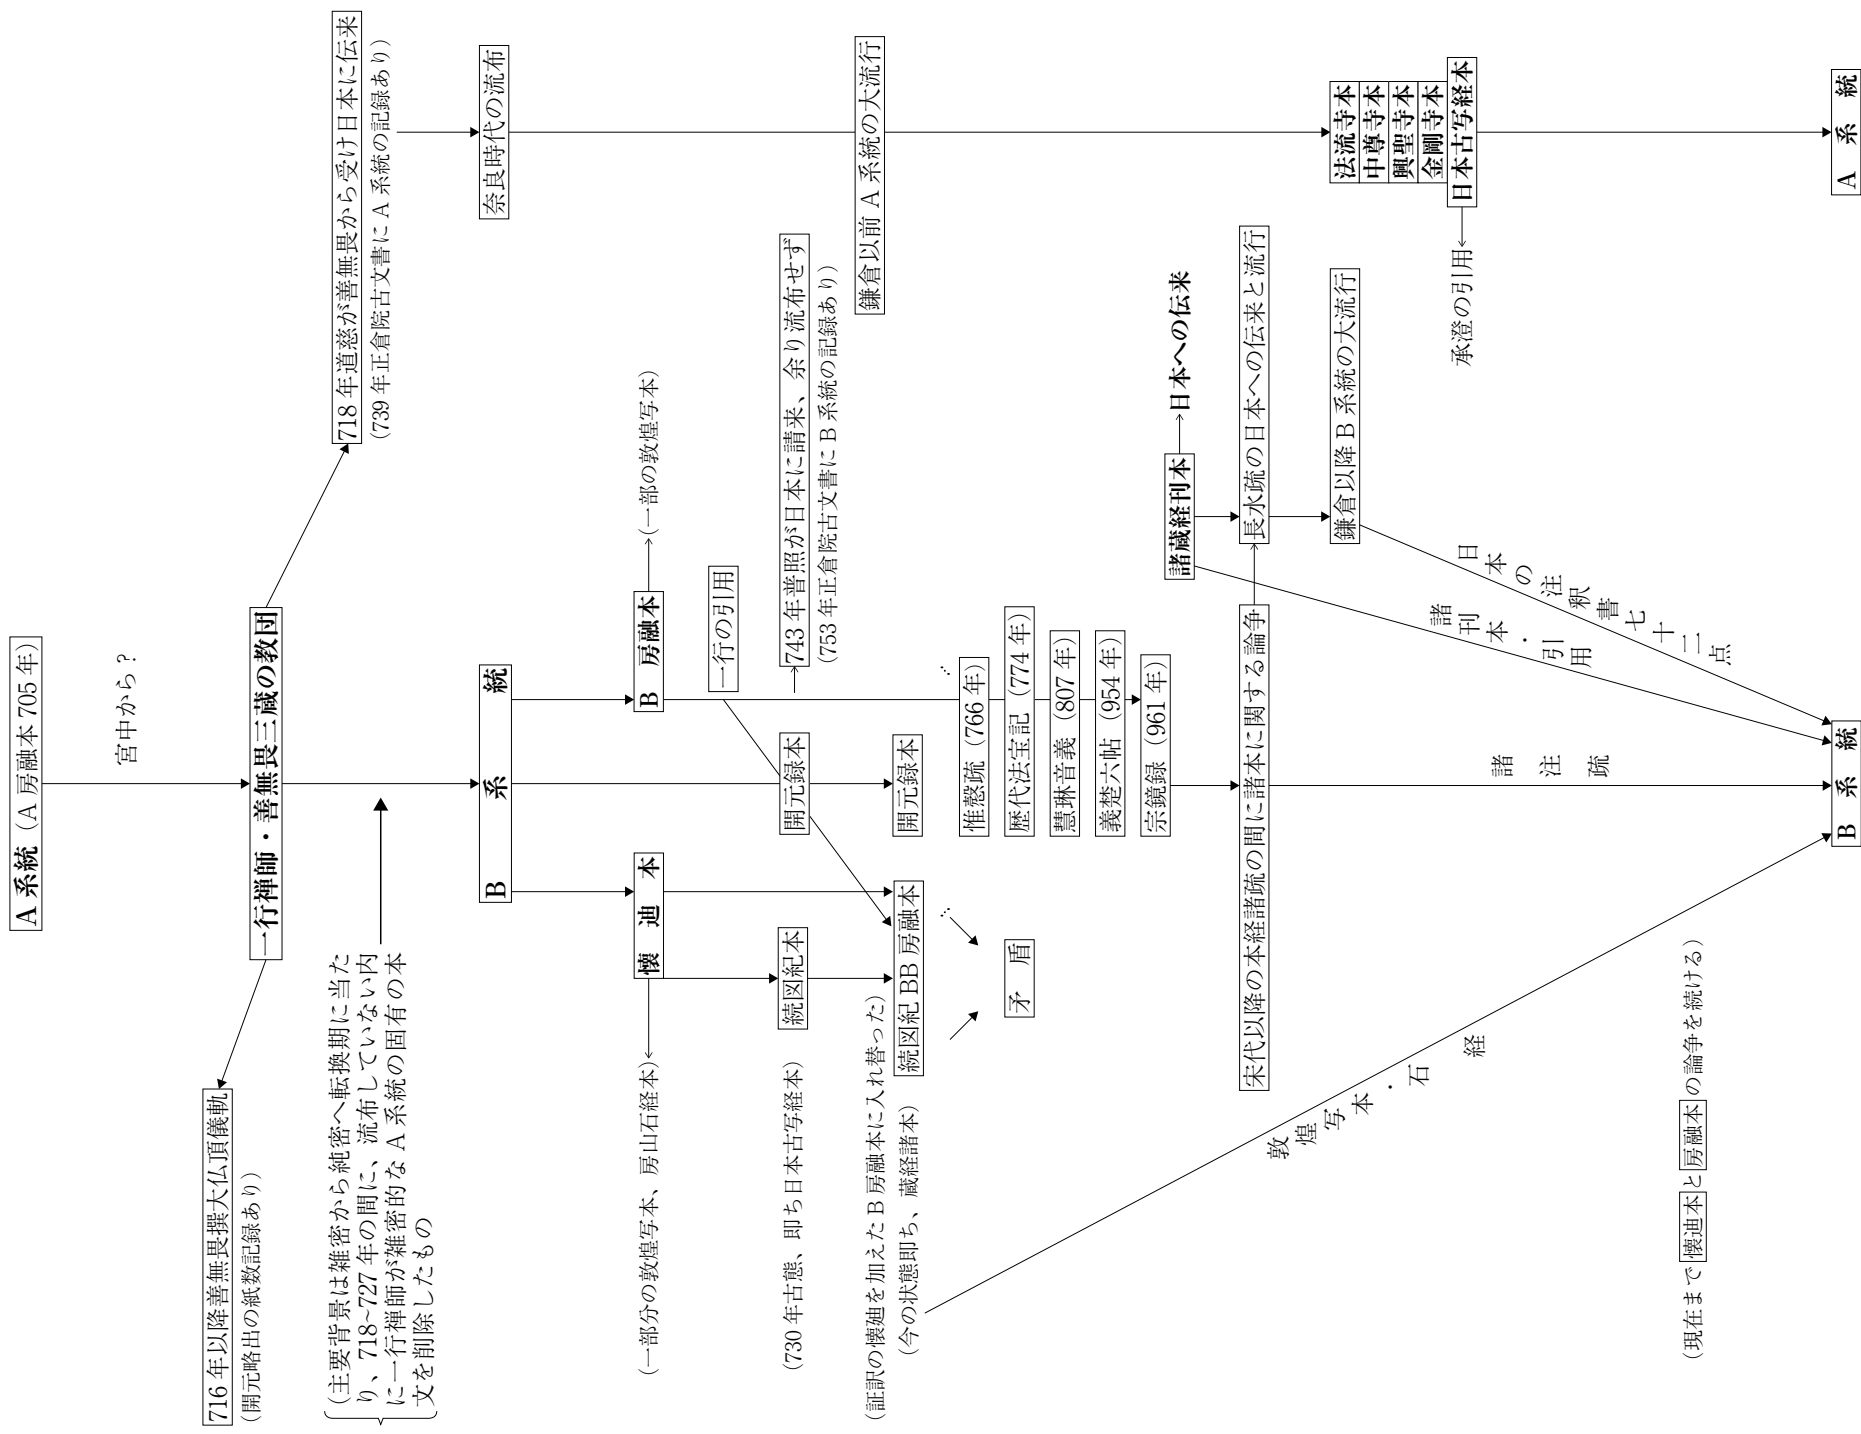 A系統（A房融本705年）
宮中から？
一行禅師・善無畏三蔵の教団
716年以降善無畏撰大仏頂儀軌
（開元略出の紙数記録あり）
718年道慈が善無畏から受け日本に伝来
（739年正倉院古文書にA系統の記録あり）
（主要背景は雑密から純密へ転換期に当た
り、718~727年の間に、流布していない内
に一行禅師が雑密的なA系統の固有の本
文を削除したもの
B 系 統
奈良時代の流布
懐 迪 本
（一部分の敦煌写本、房山石経本）
B 房融本
（一部の敦煌写本）
一行の引用
続図紀本
（730年古態、即ち日本古写経本）
開元録本
743年普照が日本に請来、余り流布せず
（753年正倉院古文書にB系統の記録あり）
（証訳の懐廸を加えたB房融本に入れ替った）
続図紀BB房融本
（今の状態即ち、蔵経諸本）
開元録本
鎌倉以前A系統の大流行
…
…
矛 盾
惟愨疏（766年）
歴代法宝記（774年）
慧琳音義（807年）
義楚六帖（954年）
宗鏡録（961年）
諸蔵経刊本
日本への伝来
宋代以降の本経諸疏の間に諸本に関する論争
長水疏の日本への伝来と流行
鎌倉以降B系統の大流行
法流寺本
中尊寺本
興聖寺本
金剛寺本
日本古写経本
承澄の引用
敦煌写本・石経
諸注疏
諸刊本・引用
日本の注釈書七十二点
（現在まで懐迪本と房融本の論争を続ける）
B 系 統
A 系 統